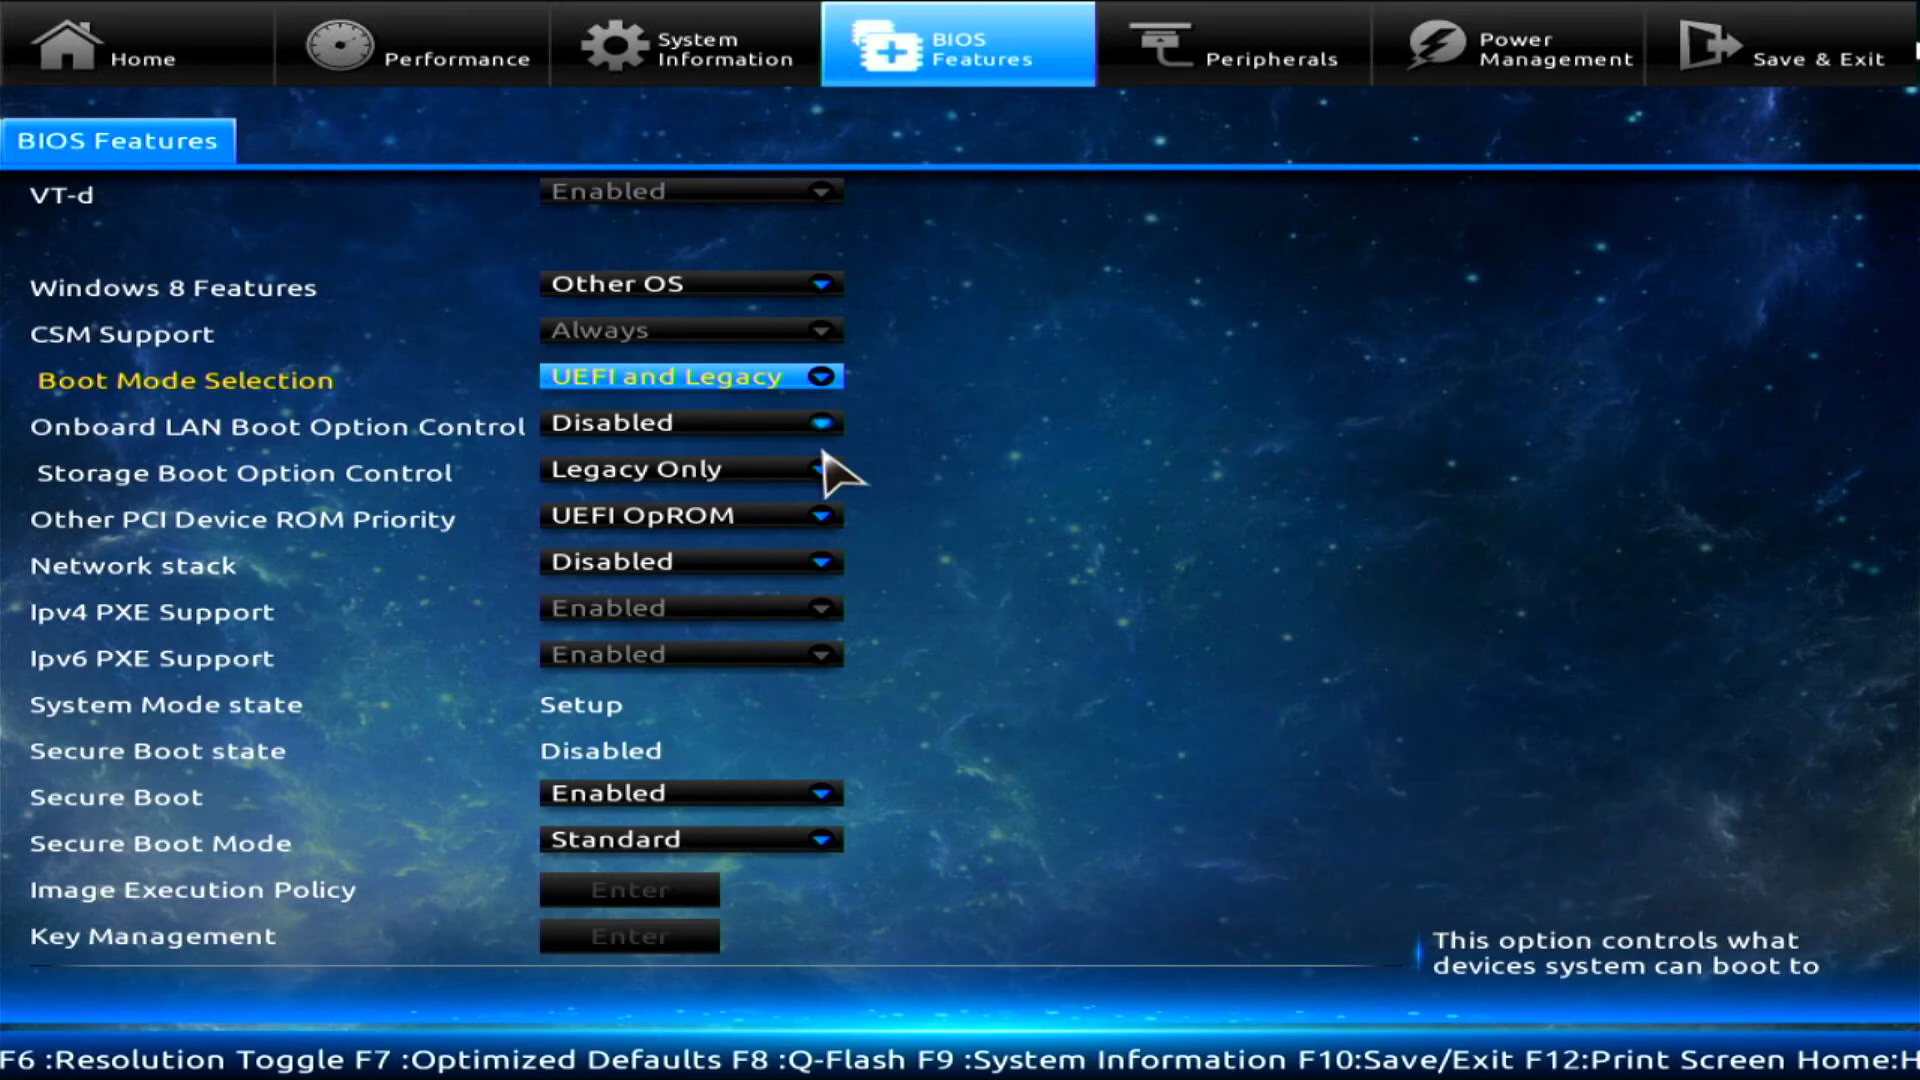 Home
Performance
System
Information
BIOS
Features
Peripherals
Power
Management
Save & Exit
BIOS Features
VT-d Enabled
Windows 8 Features Other OS
CSM Support Always
Boot Mode Selection UEFI and Legacy
Onboard LAN Boot Option Control Disabled
Storage Boot Option Control Legacy Only
Other PCI Device ROM Priority UEFI OpROM
Network stack Disabled
Ipv4 PXE Support Enabled
Ipv6 PXE Support Enabled
System Mode state Setup
Secure Boot state Disabled
Secure Boot Enabled
Secure Boot Mode Standard
Image Execution Policy Enter
Key Management Enter
This option controls what
devices system can boot to
F6 :Resolution Toggle F7 :Optimized Defaults F8 :Q-Flash F9 :System Information F10:Save/Exit F12:Print Screen Home:H